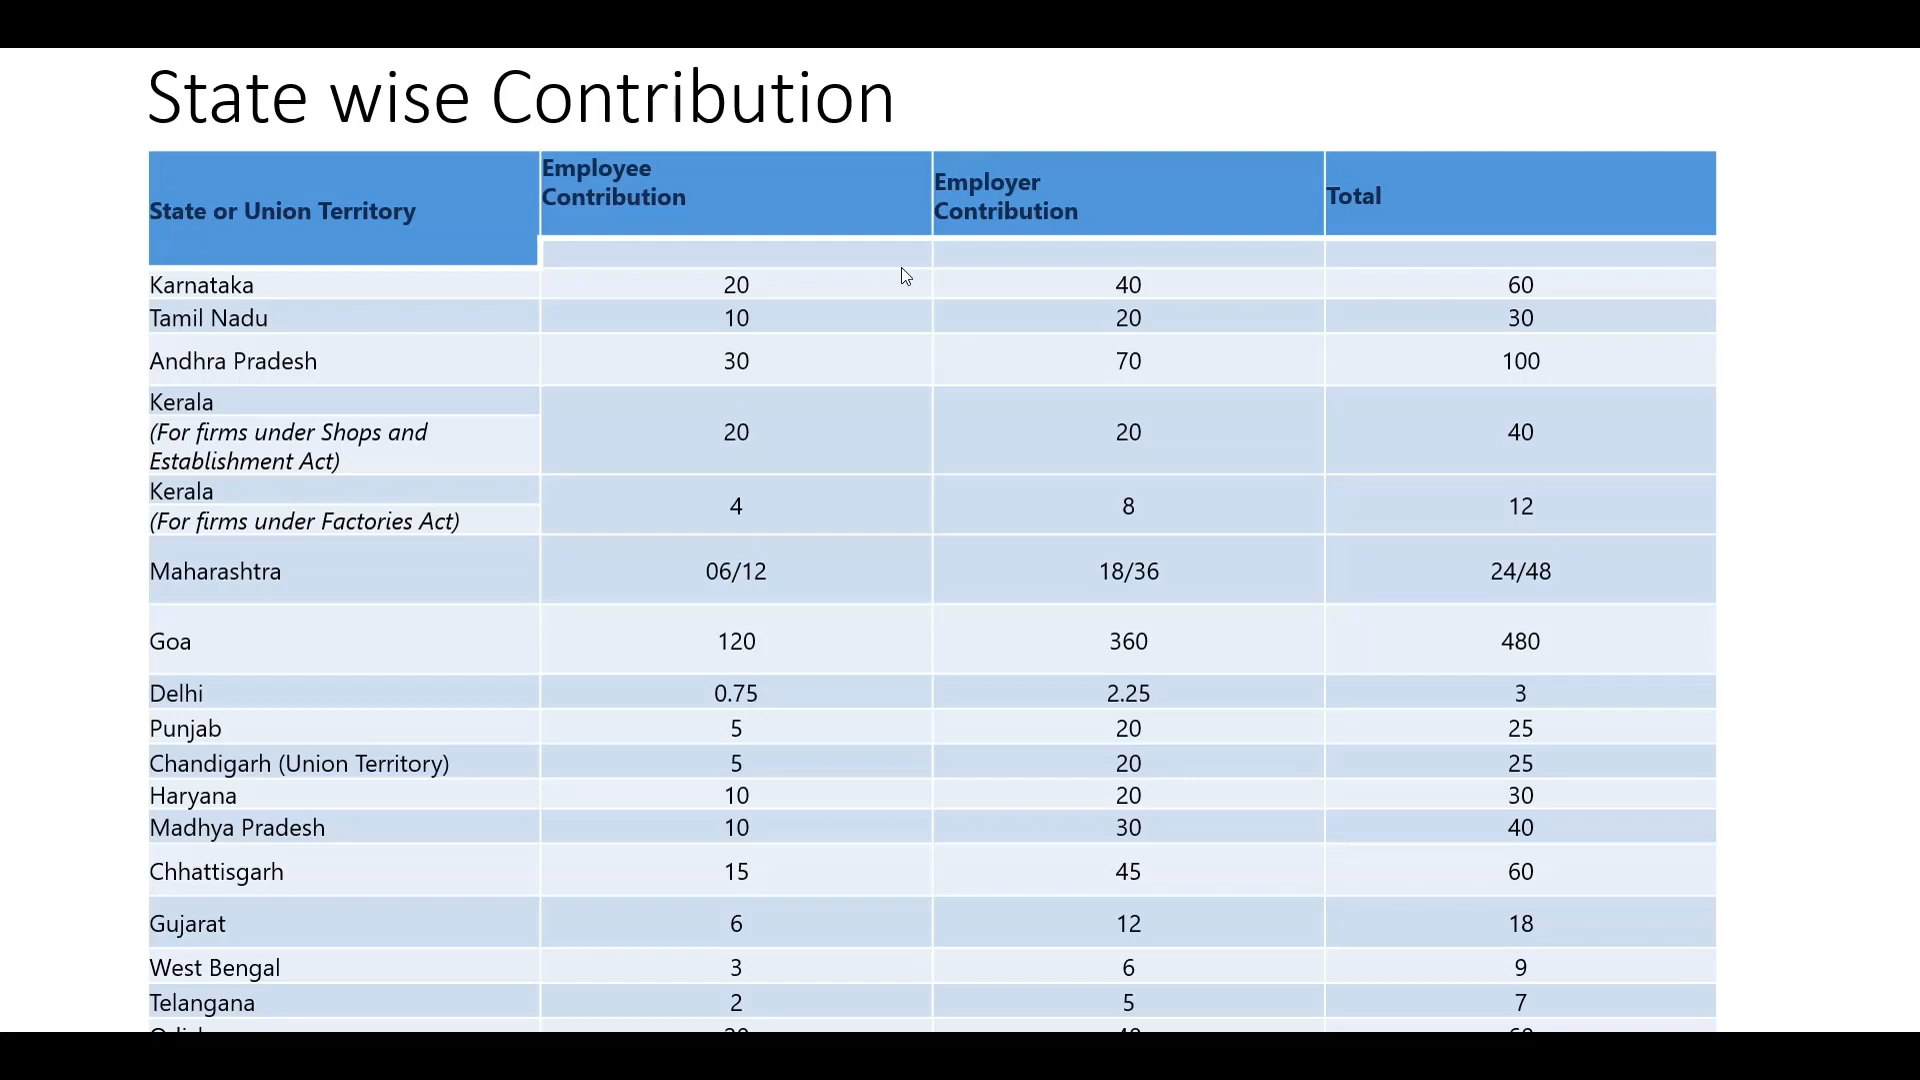 State wise Contribution
State or Union Territory
Employee
Contribution
Employer
Contribution
Total
Karnataka 20 40 60
Tamil Nadu 10 20 30
Andhra Pradesh 30 70 100
Kerala
(For firms under Shops and
Establishment Act)
20 20 40
Kerala
(For firms under Factories Act)
4 8 12
Maharashtra 06/12 18/36 24/48
Goa 120 360 480
Delhi 0.75 2.25 3
Punjab 5 20 25
Chandigarh (Union Territory) 5 20 25
Haryana 10 20 30
Madhya Pradesh 10 30 40
Chhattisgarh 15 45 60
Gujarat 6 12 18
West Bengal 3 6 9
Telangana 2 5 7